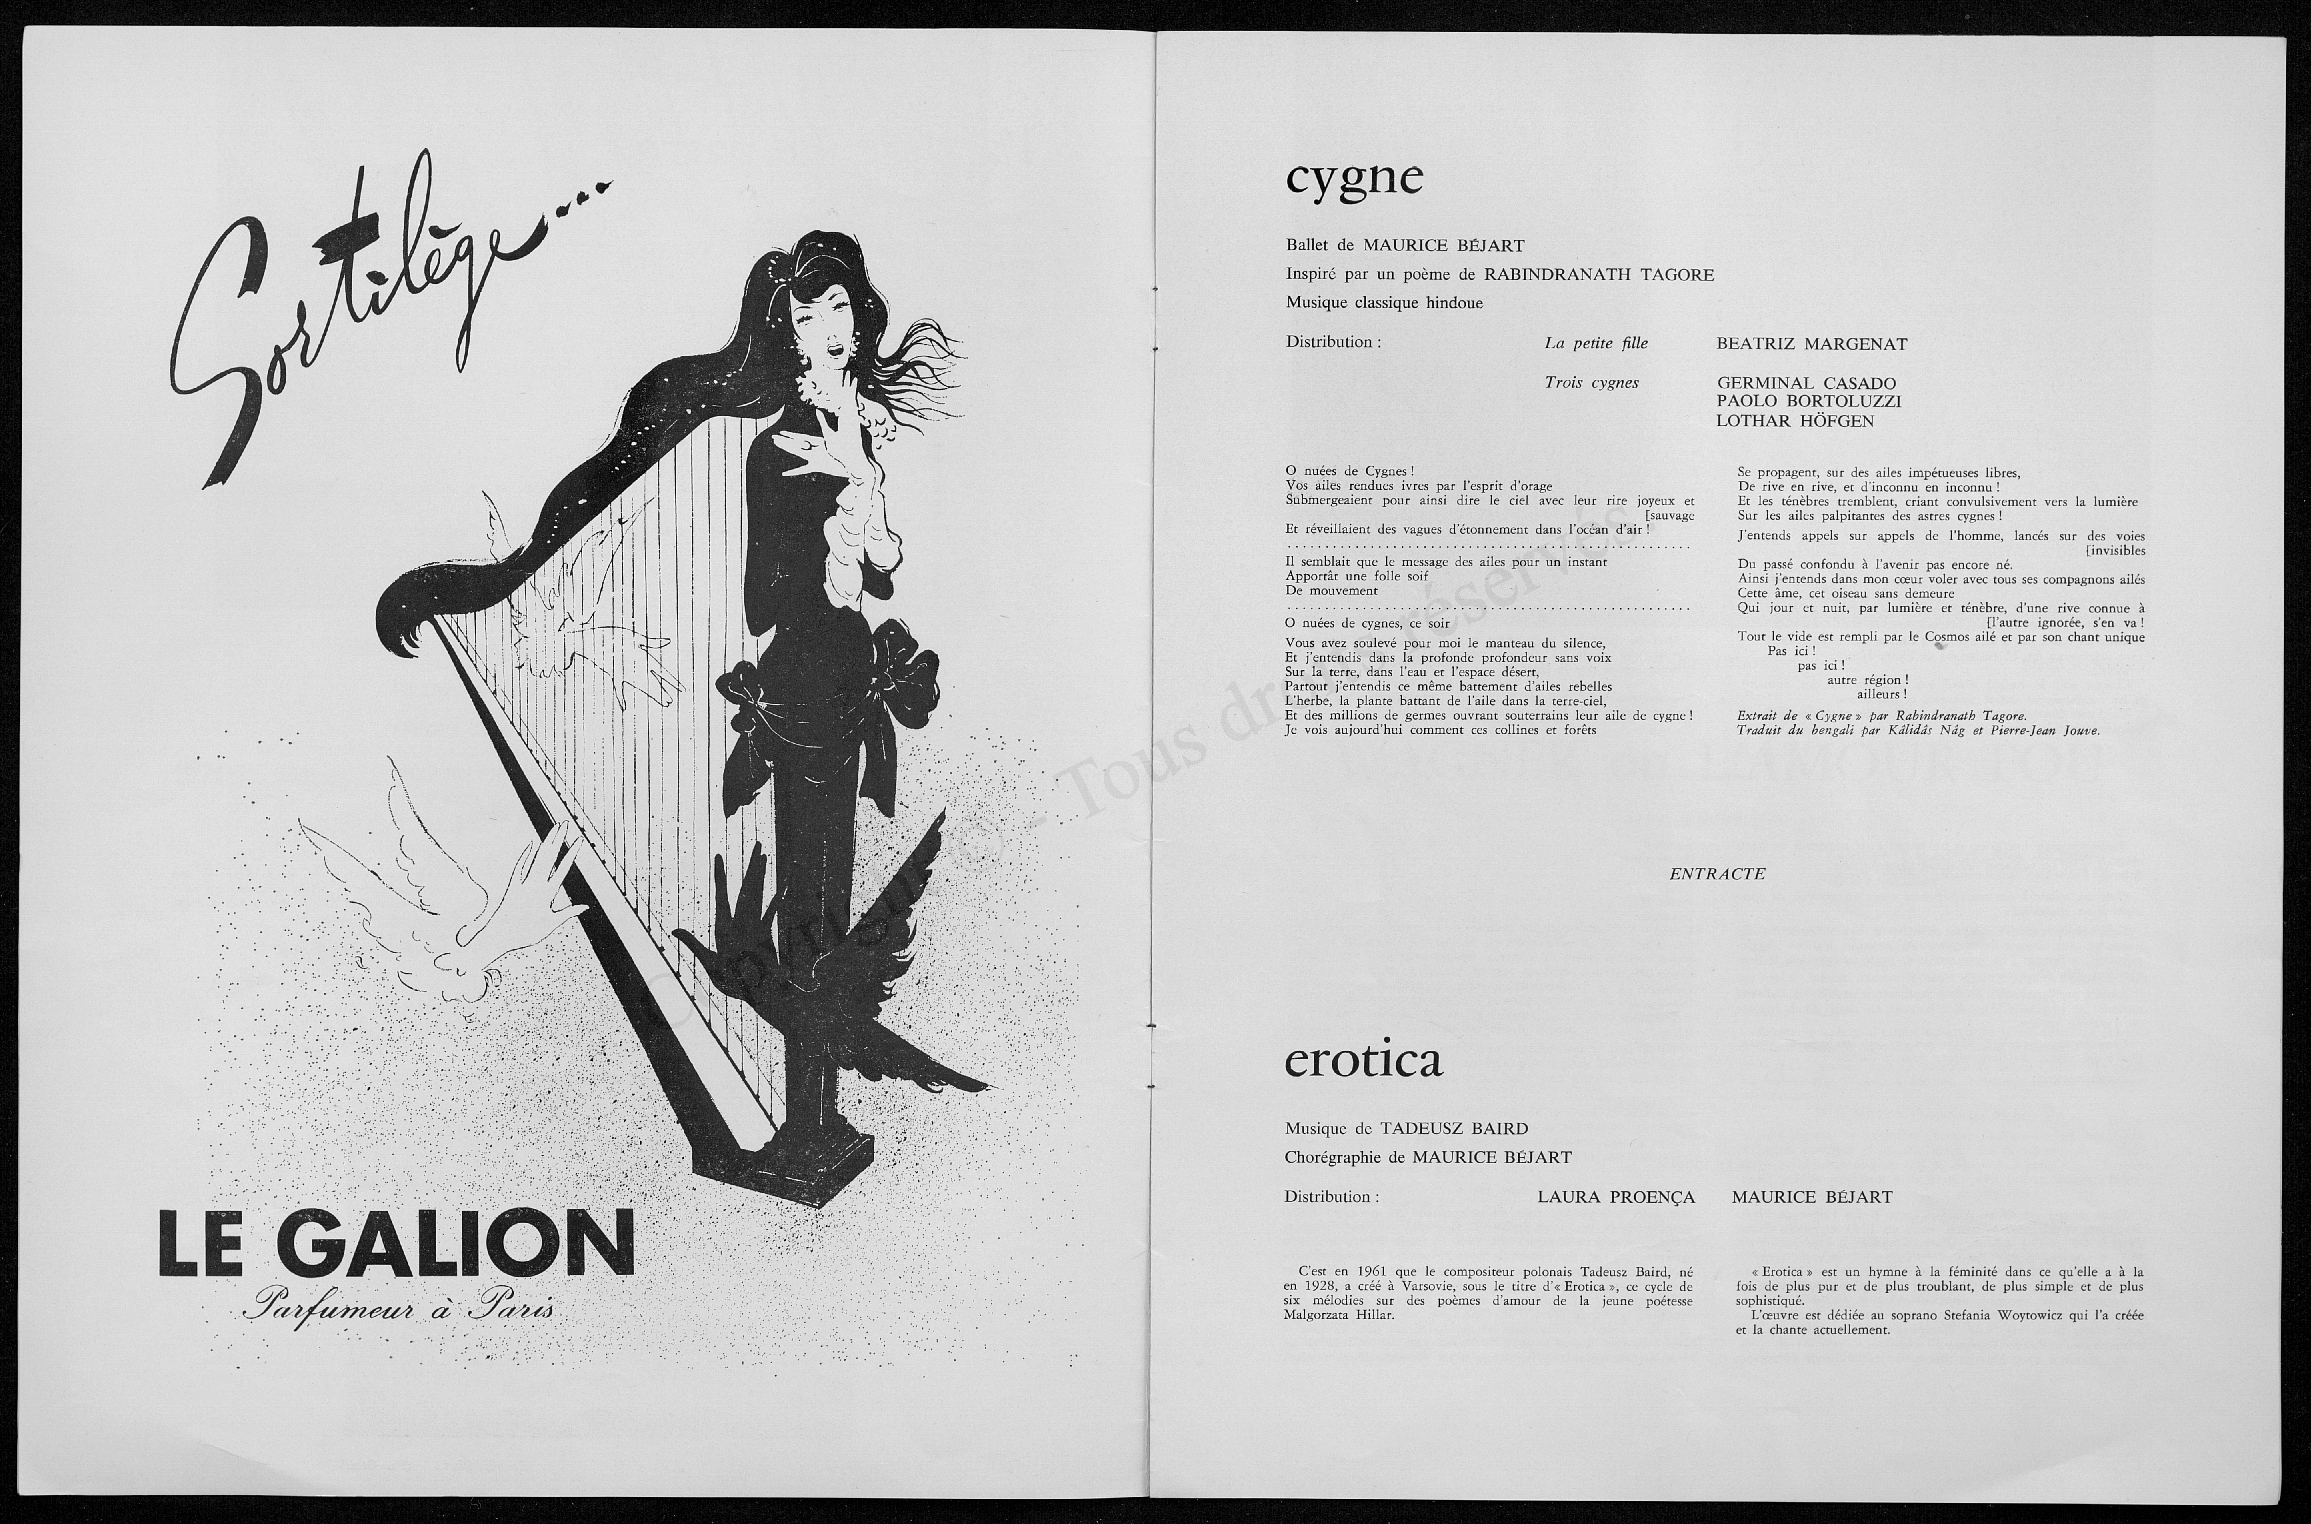 Sortilège...
LE GALION
Parfumeur à Paris
cygne
Ballet de MAURICE BÉJART
Inspiré par un poème de RABINDRANATH TAGORE
Musique classique hindoue
Distribution : La petite fille BEATRIZ MARGENAT
Trois cygnes GERMINAL CASADO
PAOLO BORTOLUZZI
LOTHAR HÖFGEN
O nuées de Cygnes !
Vos ailes rendues ivres par l'esprit d'orage
Submergeaient pour ainsi dire le ciel avec leur rire joyeux et
[sauvage
Et réveillaient des vagues d'étonnement dans l'océan d'air !
......................................................
Il semblait que le message des ailes pour un instant
Apporrât une folle soif
De mouvement
......................................................
O nuées de cygnes, ce soir
Vous avez soulevé pour moi le manteau du silence,
Et j'entendis dans la profonde profondeur sans voix
Sur la terre, dans l'eau et l'espace désert,
Partout j'entendis ce même battement d'ailes rebelles
L'herbe, la plante battant de l'aile dans la terre-ciel,
Et des millions de germes ouvrant souterrains leur aile de cygne !
Je vois aujourd'hui comment ces collines et forêts
Se propagent, sur des ailes impétueuses libres,
De rive en rive, et d'inconnu en inconnu !
Et les ténèbres tremblent, criant convulsivement vers la lumière
Sur les ailes palpitantes des astres cygnes !
J'entends appels sur appels de l'homme, lancés sur des voies
[invisibles
Du passé confondu à l'avenir pas encore né.
Ainsi j'entends dans mon cœur voler avec tous ses compagnons ailés
Cette âme, cet oiseau sans demeure
Qui jour et nuit, par lumière et ténèbre, d'une rive connue à
[l'autre ignorée, s'en va !
Tout le vide est rempli par le Cosmos ailé et par son chant unique
Pas ici !
pas ici !
autre région !
ailleurs !
Extrait de « Cygne » par Rabindranath Tagore.
Traduit du bengali par Kâlidâs Nâg et Pierre-Jean Jouve.
ENTRACTE
erotica
Musique de TADEUSZ BAIRD
Chorégraphie de MAURICE BÉJART
Distribution : LAURA PROENÇA MAURICE BÉJART
C'est en 1961 que le compositeur polonais Tadeusz Baird, né
en 1928, a créé à Varsovie, sous le titre d'« Erotica », ce cycle de
six mélodies sur des poèmes d'amour de la jeune poétesse
Malgorzata Hillar.
« Erotica » est un hymne à la féminité dans ce qu'elle a à la
fois de plus pur et de plus troublant, de plus simple et de plus
sophistiqué.
L'œuvre est dédiée au soprano Stefania Woytowicz qui l'a créée
et la chante actuellement.
Copyright © - Tous droits réservés.